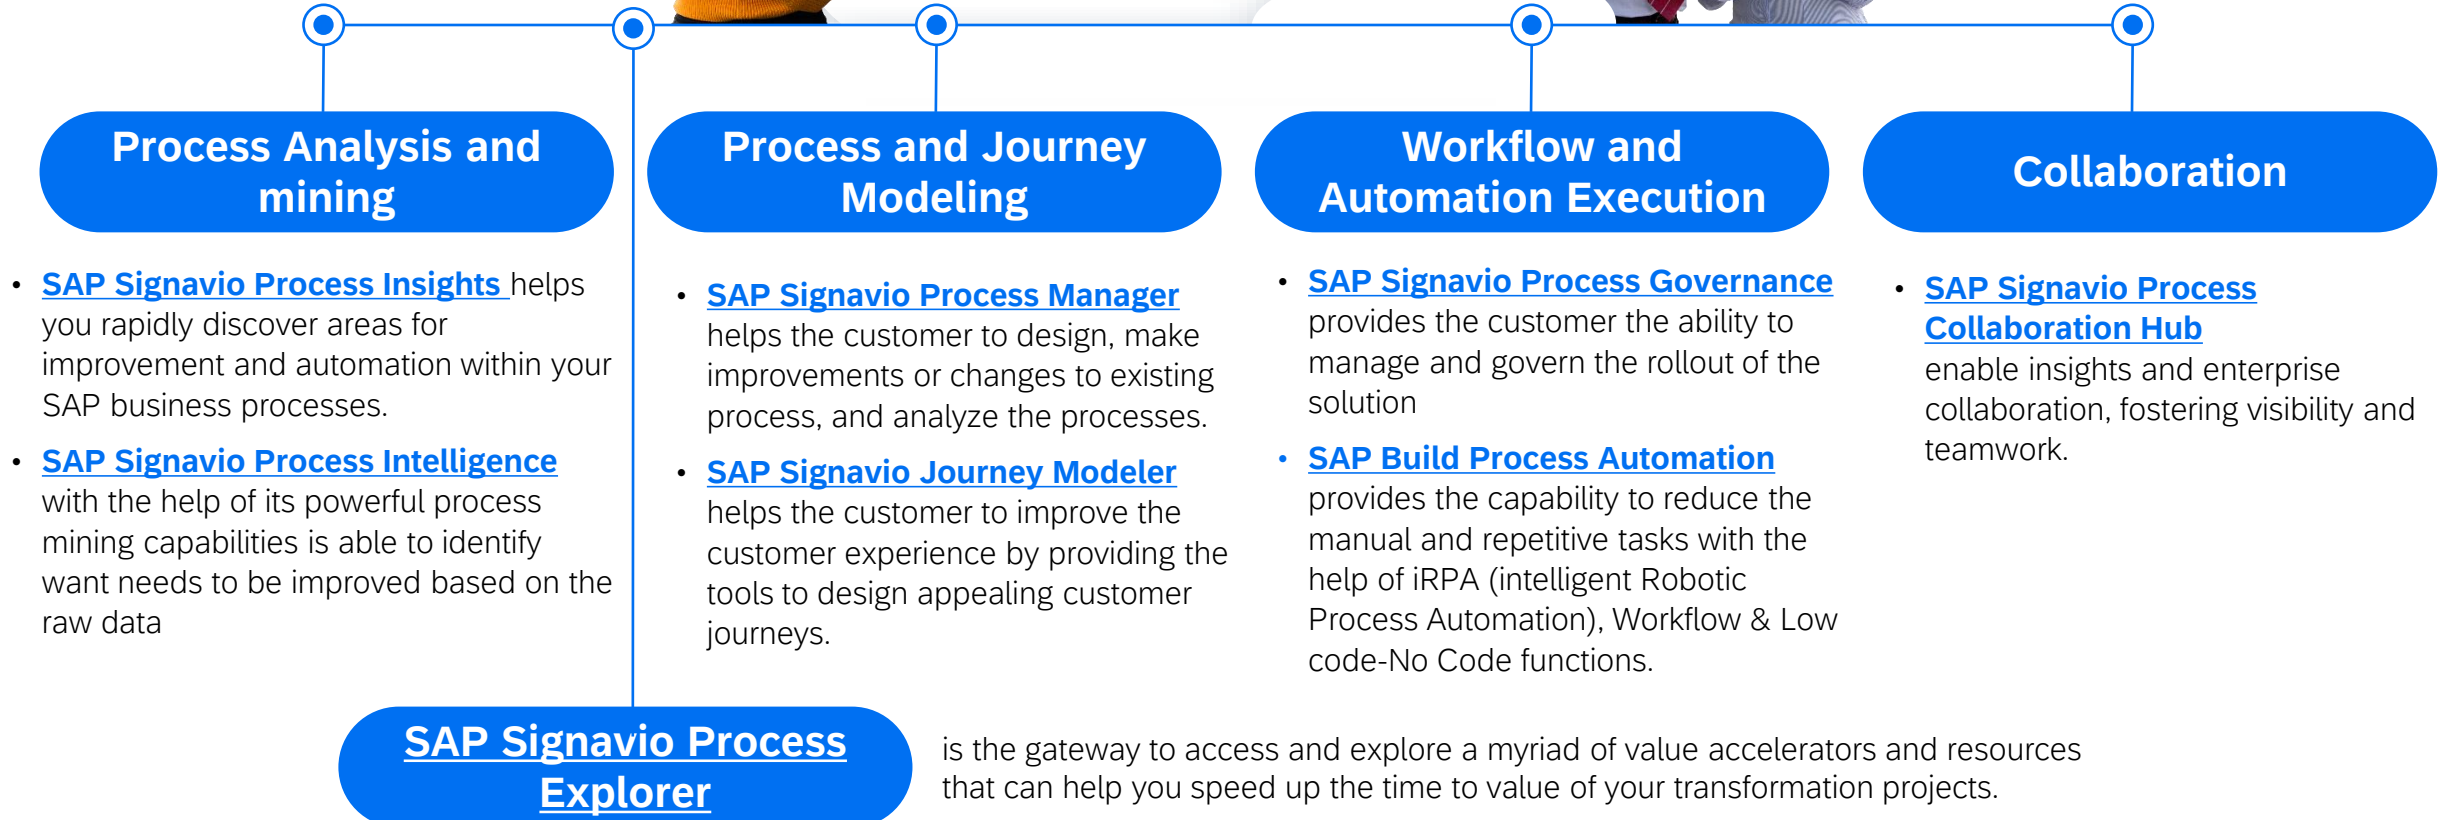 Process Analysis and
mining
• SAP Signavio Process Insights helps
you rapidly discover areas for
improvement and automation within your
SAP business processes.
• SAP Signavio Process Intelligence
with the help of its powerful process
mining capabilities is able to identify
want needs to be improved based on the
raw data
Process and Journey
Modeling
• SAP Signavio Process Manager
helps the customer to design, make
improvements or changes to existing
process, and analyze the processes.
• SAP Signavio Journey Modeler
helps the customer to improve the
customer experience by providing the
tools to design appealing customer
journeys.
Workflow and
Automation Execution
• SAP Signavio Process Governance
provides the customer the ability to
manage and govern the rollout of the
solution
• SAP Build Process Automation
provides the capability to reduce the
manual and repetitive tasks with the
help of iRPA (intelligent Robotic
Process Automation), Workflow & Low
code-No Code functions.
Collaboration
• SAP Signavio Process
Collaboration Hub
enable insights and enterprise
collaboration, fostering visibility and
teamwork.
SAP Signavio Process
Explorer
is the gateway to access and explore a myriad of value accelerators and resources
that can help you speed up the time to value of your transformation projects.